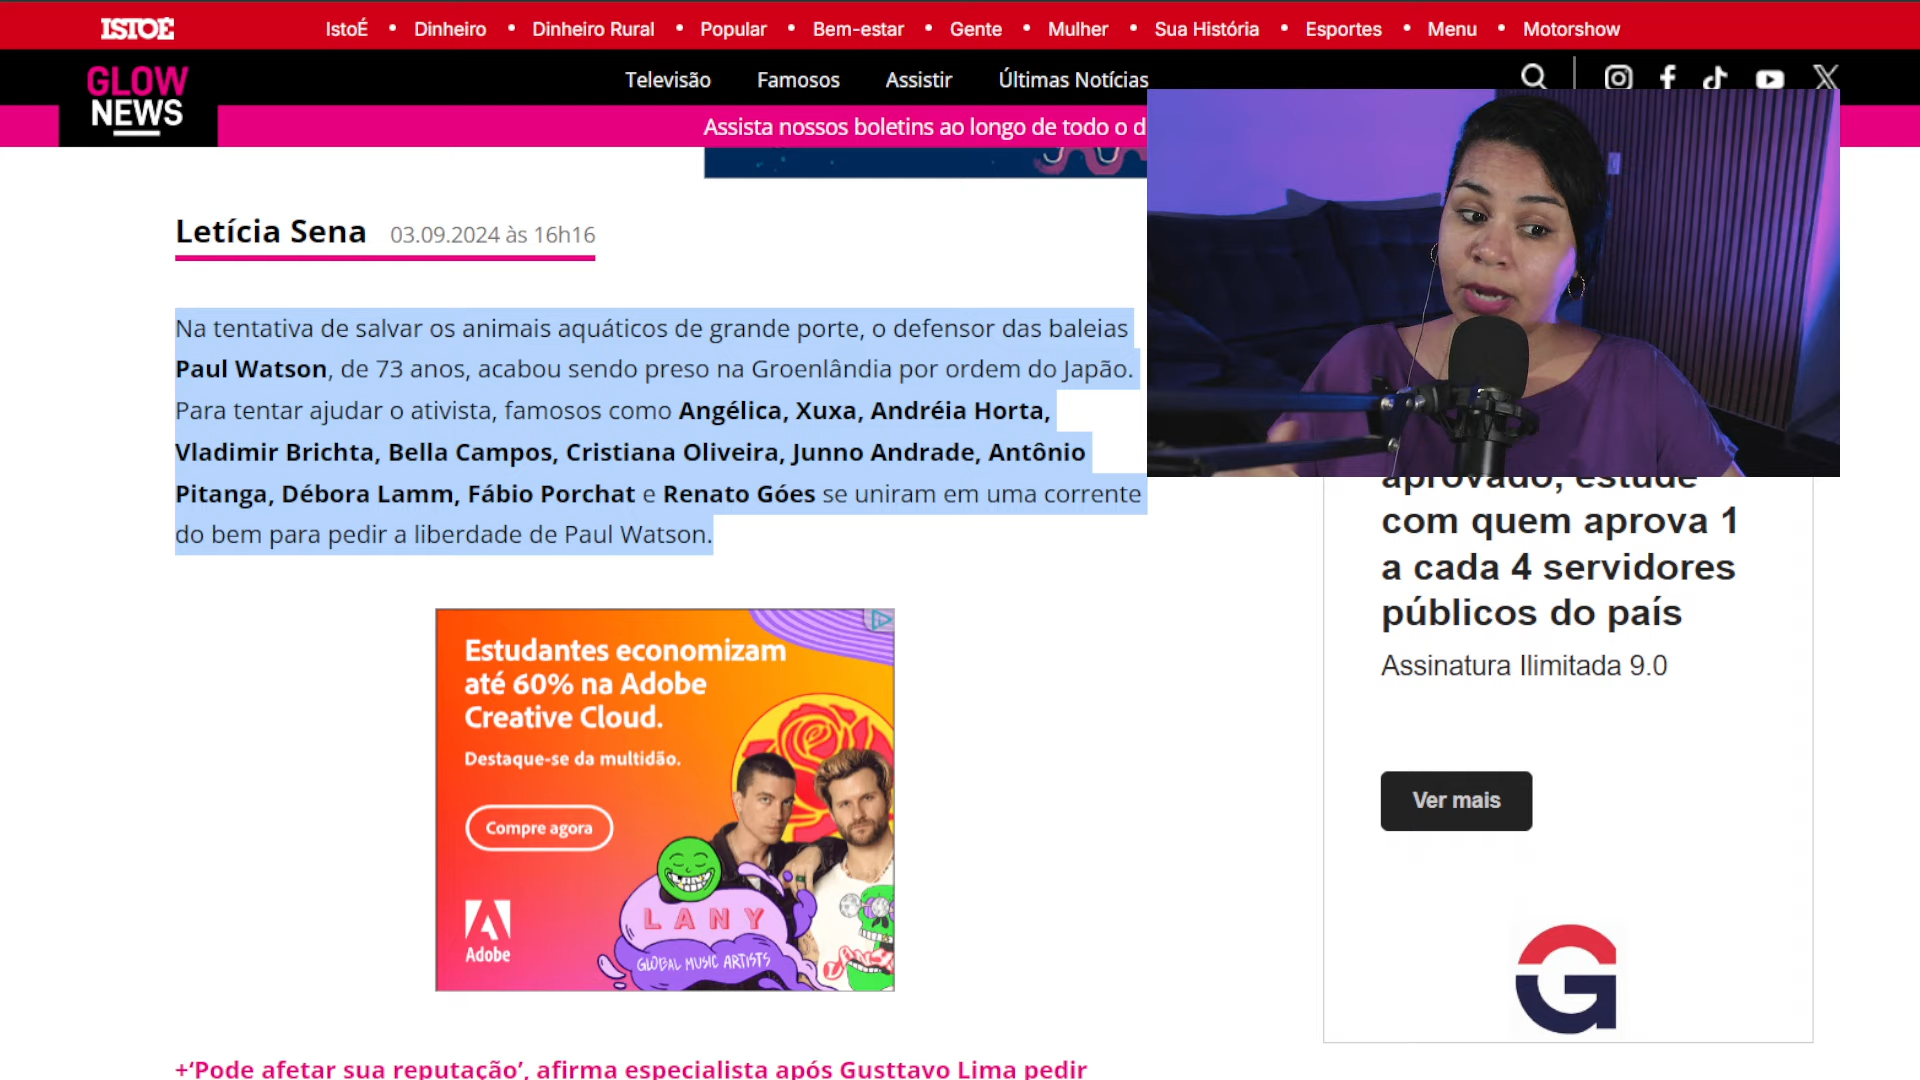 ISTOÉ
IstoÉ • Dinheiro • Dinheiro Rural • Popular • Bem-estar • Gente • Mulher • Sua História • Esportes • Menu • Motorshow
GLOW
NEWS
Televisão Famosos Assistir Últimas Notícias
Assista nossos boletins ao longo de todo o d
Letícia Sena 03.09.2024 às 16h16
Na tentativa de salvar os animais aquáticos de grande porte, o defensor das baleias
Paul Watson, de 73 anos, acabou sendo preso na Groenlândia por ordem do Japão.
Para tentar ajudar o ativista, famosos como Angélica, Xuxa, Andréia Horta,
Vladimir Brichta, Bella Campos, Cristiana Oliveira, Junno Andrade, Antônio
Pitanga, Débora Lamm, Fábio Porchat e Renato Góes se uniram em uma corrente
do bem para pedir a liberdade de Paul Watson.
aprovado, estude
com quem aprova 1
a cada 4 servidores
públicos do país
Assinatura Ilimitada 9.0
Ver mais
G
Estudantes economizam
até 60% na Adobe
Creative Cloud.
Destaque-se da multidão.
Compre agora
Adobe
LANY
GLOBAL MUSIC ARTISTS
+‘Pode afetar sua reputação’, afirma especialista após Gusttavo Lima pedir